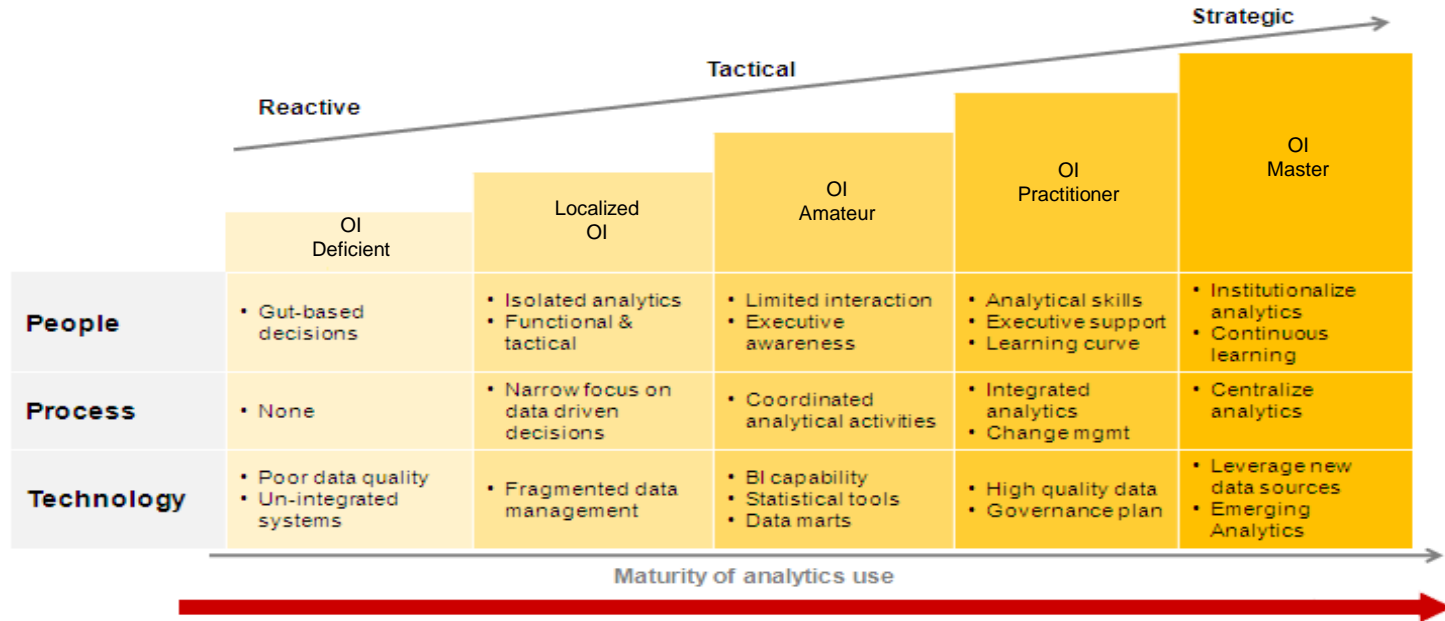 Strategic
Tactical
Reactive
OI
Master
OI
Practitioner
OI
Amateur
Localized
OI
OI
Deficient
People
• Gut-based
decisions
• Isolated analytics
• Functional &
tactical
• Limited interaction
• Executive
awareness
• Analytical skills
• Executive support
• Learning curve
• Institutionalize
analytics
• Continuous
learning
Process
• None
• Narrow focus on
data driven
decisions
• Coordinated
analytical activities
• Integrated
analytics
• Change mgmt
• Centralize
analytics
Technology
• Poor data quality
• Un-integrated
systems
• Fragmented data
management
• BI capability
• Statistical tools
• Data marts
• High quality data
• Governance plan
• Leverage new
data sources
• Emerging
Analytics
Maturity of analytics use